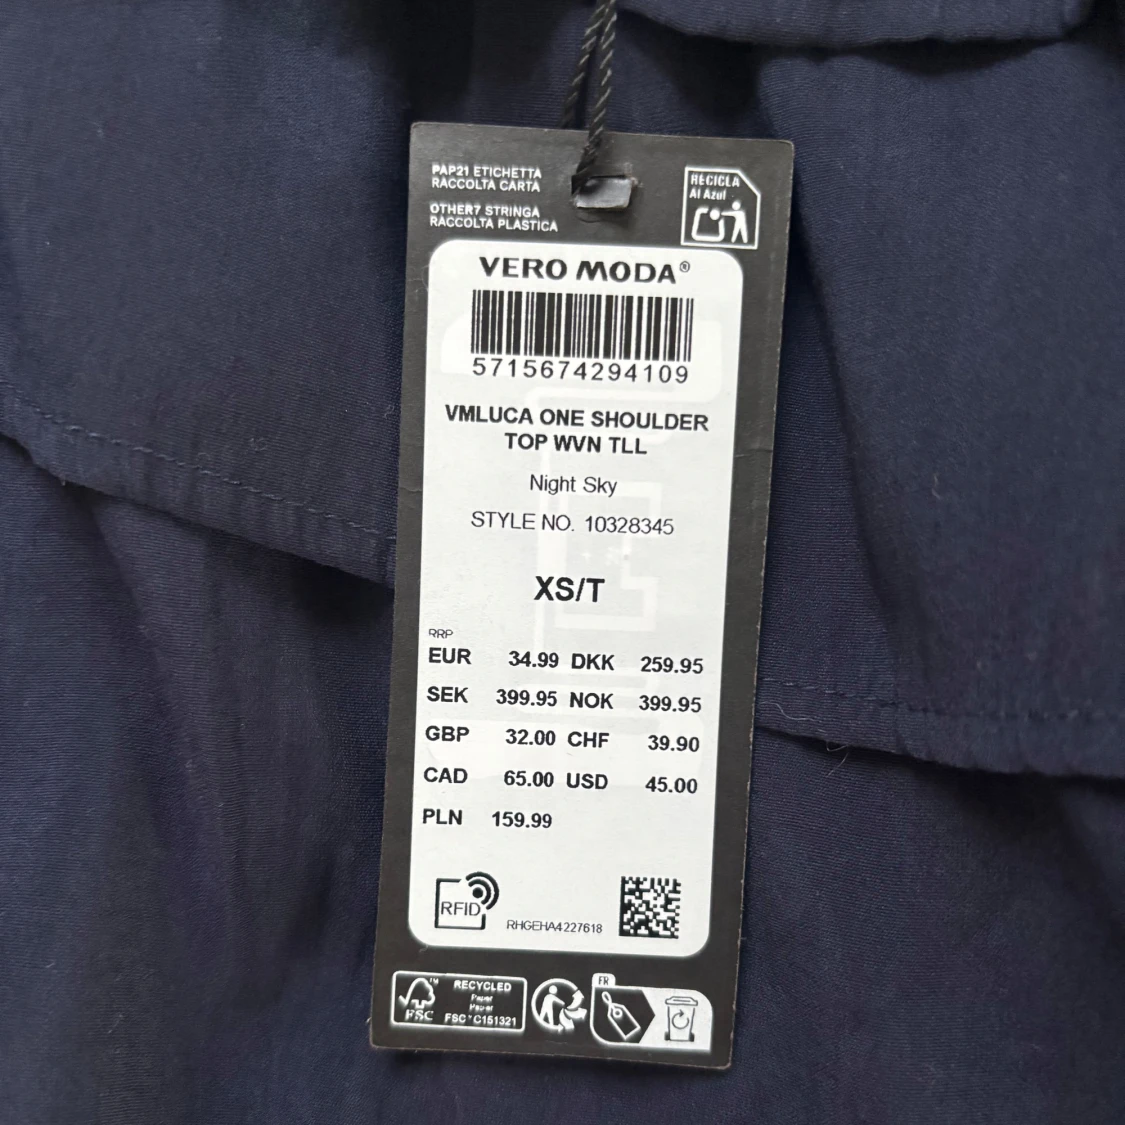 PAP21 ETICHETTA
RACCOLTA CARTA
OTHER7 STRINGA
RACCOLTA PLASTICA
RECICLA
Al Azul
VERO MODA®
5715674294109
VMLUCA ONE SHOULDER
TOP WVN TLL
Night Sky
STYLE NO. 10328345
XS/T
RRP
EUR 34.99 DKK 259.95
SEK 399.95 NOK 399.95
GBP 32.00 CHF 39.90
CAD 65.00 USD 45.00
PLN 159.99
RFID
RHGEHA4227618
FSC™
RECYCLED
Paper
Paper
FSC® C151321
FR